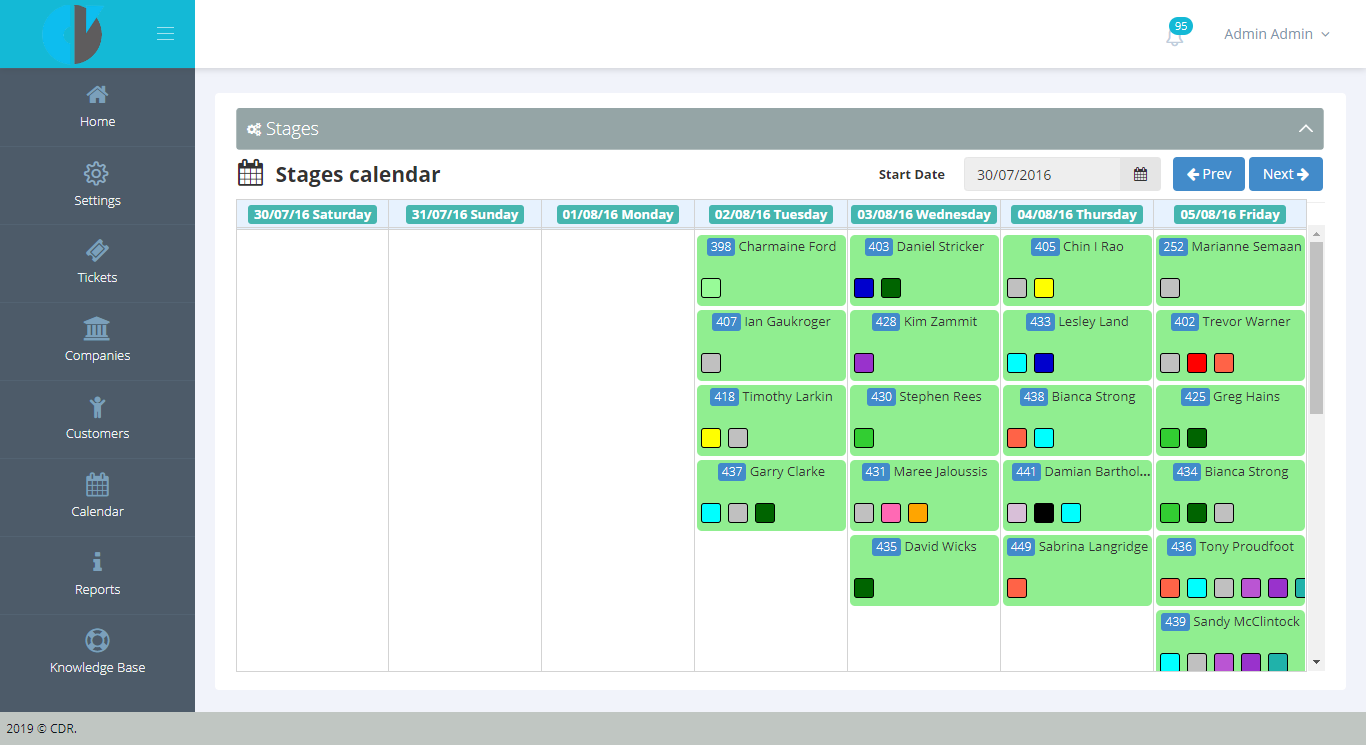 95
Admin Admin
Home
Settings
Tickets
Companies
Customers
Calendar
Reports
Knowledge Base
Stages
Stages calendar
Start Date
30/07/2016
Prev
Next
30/07/16 Saturday
31/07/16 Sunday
01/08/16 Monday
02/08/16 Tuesday
03/08/16 Wednesday
04/08/16 Thursday
05/08/16 Friday
398 Charmaine Ford
407 Ian Gaukroger
418 Timothy Larkin
437 Garry Clarke
403 Daniel Stricker
428 Kim Zammit
430 Stephen Rees
431 Maree Jaloussis
435 David Wicks
405 Chin I Rao
433 Lesley Land
438 Bianca Strong
441 Damian Barthol...
449 Sabrina Langridge
252 Marianne Semaan
402 Trevor Warner
425 Greg Hains
434 Bianca Strong
436 Tony Proudfoot
439 Sandy McClintock
2019 © CDR.